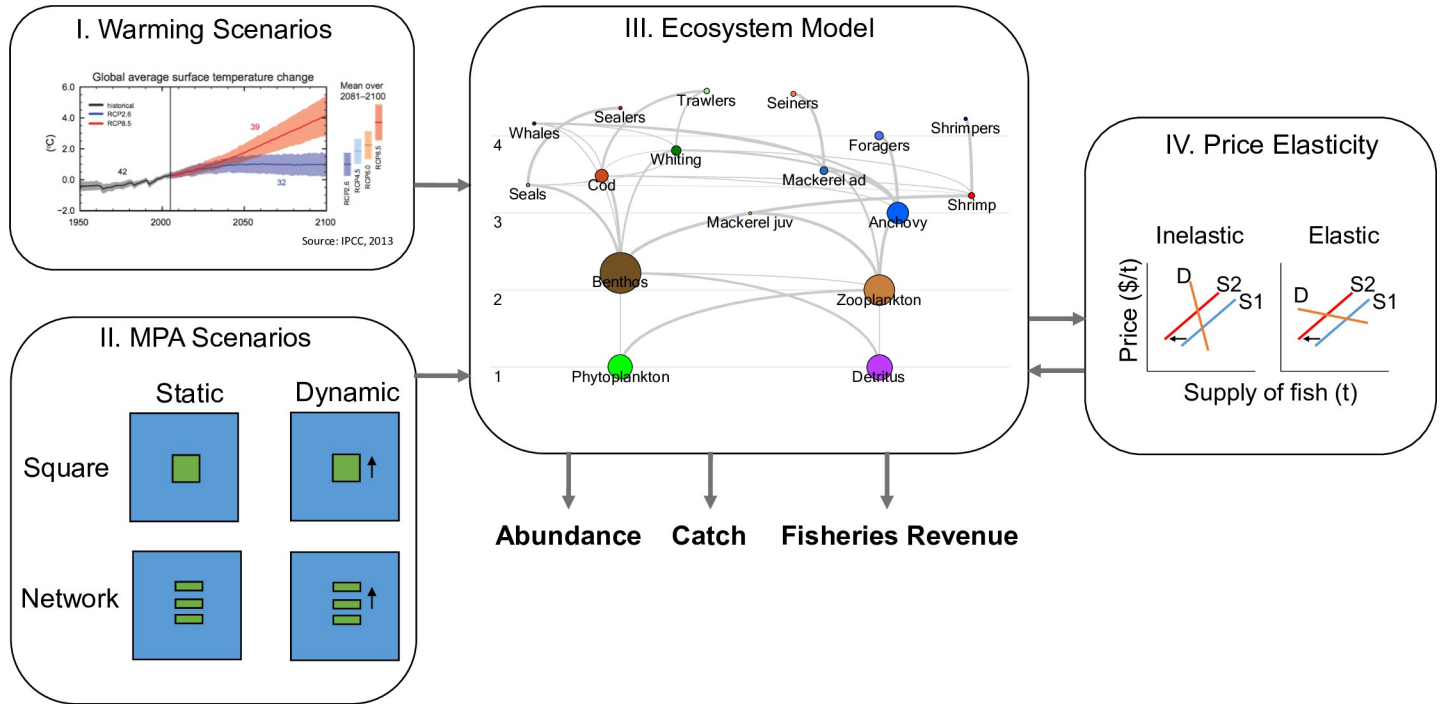 I. Warming Scenarios
Global average surface temperature change
Mean over
2081–2100
6.0
4.0
2.0
0.0
−2.0
(°C)
historical
RCP2.6
RCP8.5
39
42
32
RCP2.6
RCP4.5
RCP6.0
RCP8.5
1950
2000
2050
2100
Source: IPCC, 2013
II. MPA Scenarios
Static
Dynamic
Square
Network
III. Ecosystem Model
Trawlers
Seiners
Sealers
Whales
Foragers
Shrimpers
4
Whiting
Cod
Mackerel ad
Seals
Shrimp
3
Mackerel juv
Anchovy
Benthos
2
Zooplankton
1
Phytoplankton
Detritus
Abundance
Catch
Fisheries Revenue
IV. Price Elasticity
Inelastic
Elastic
Price ($/t)
D
S2
S1
D
S2
S1
Supply of fish (t)